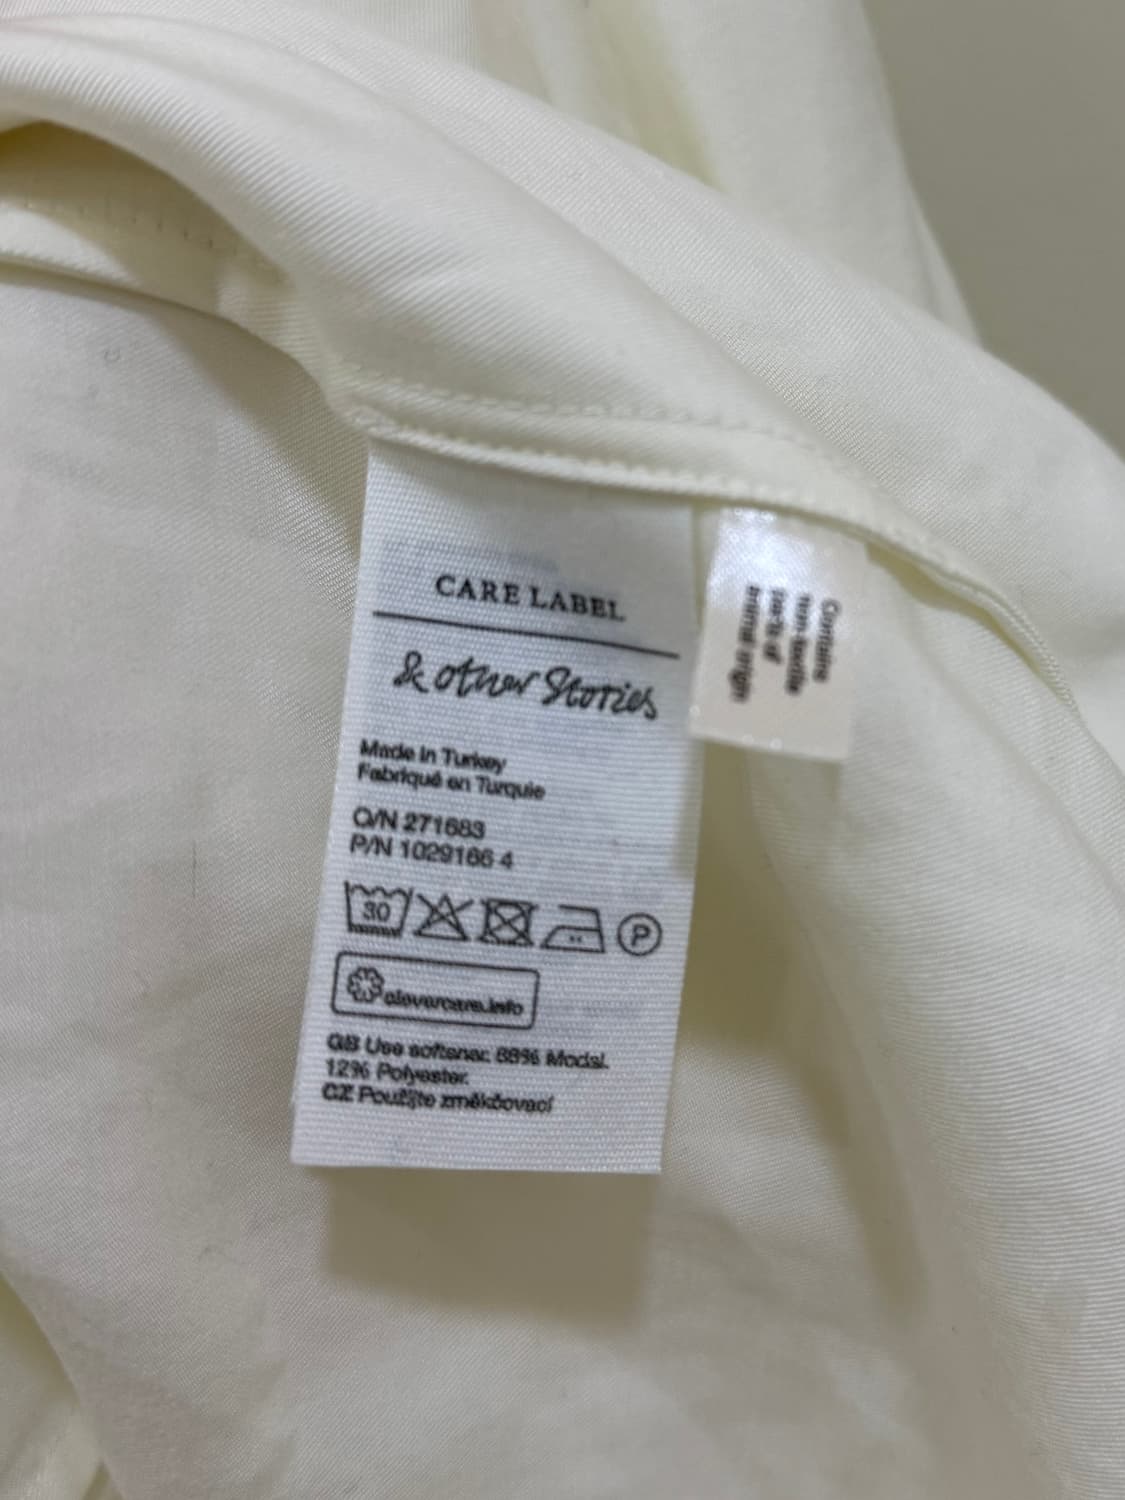 CARE LABEL
& other Stories
Made in Turkey
Fabriqué en Turquie
O/N 271683
P/N 1029166 4
30
P
clevercare.info
GB Use softener. 88% Modal.
12% Polyester.
CZ Použijte změkčovací
Contains
non-textile
parts of
animal origin